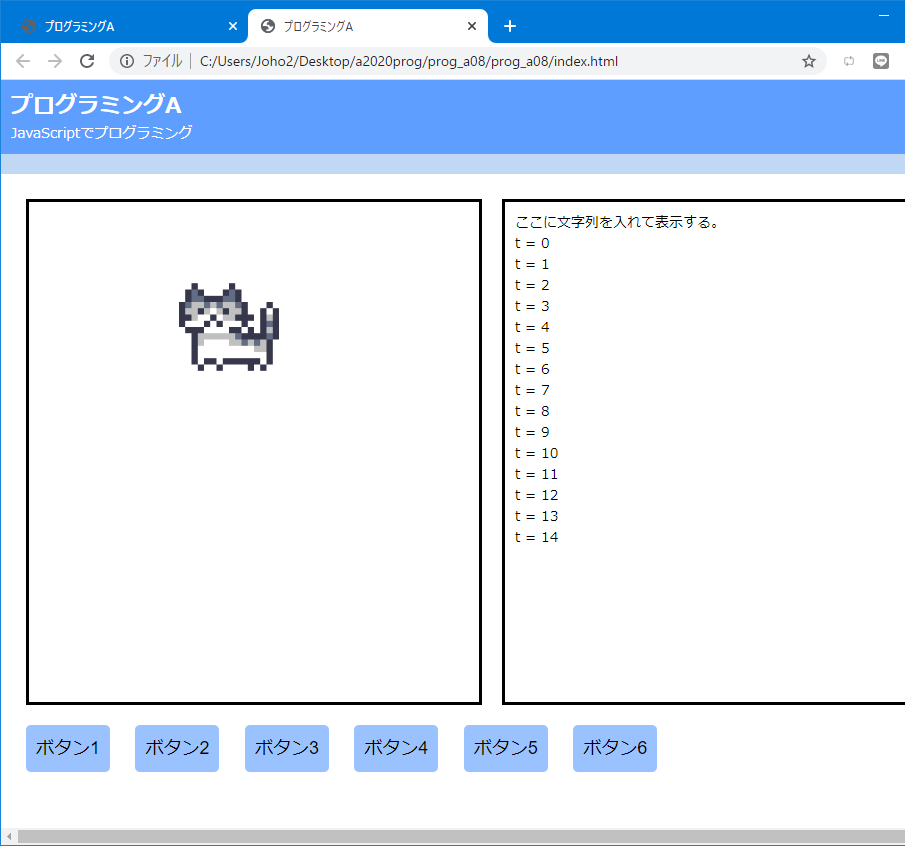 プログラミングA
プログラミングA
ファイル | C:/Users/Joho2/Desktop/a2020prog/prog_a08/prog_a08/index.html
プログラミングA
JavaScriptでプログラミング
ここに文字列を入れて表示する。
t = 0
t = 1
t = 2
t = 3
t = 4
t = 5
t = 6
t = 7
t = 8
t = 9
t = 10
t = 11
t = 12
t = 13
t = 14
ボタン1
ボタン2
ボタン3
ボタン4
ボタン5
ボタン6